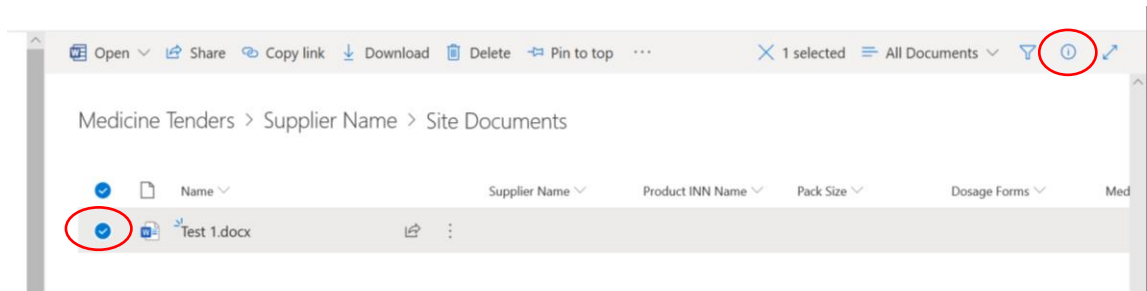 Open Share Copy link Download Delete Pin to top ... 1 selected All Documents
Medicine Tenders > Supplier Name > Site Documents
Name Supplier Name Product INN Name Pack Size Dosage Forms Med
Test 1.docx